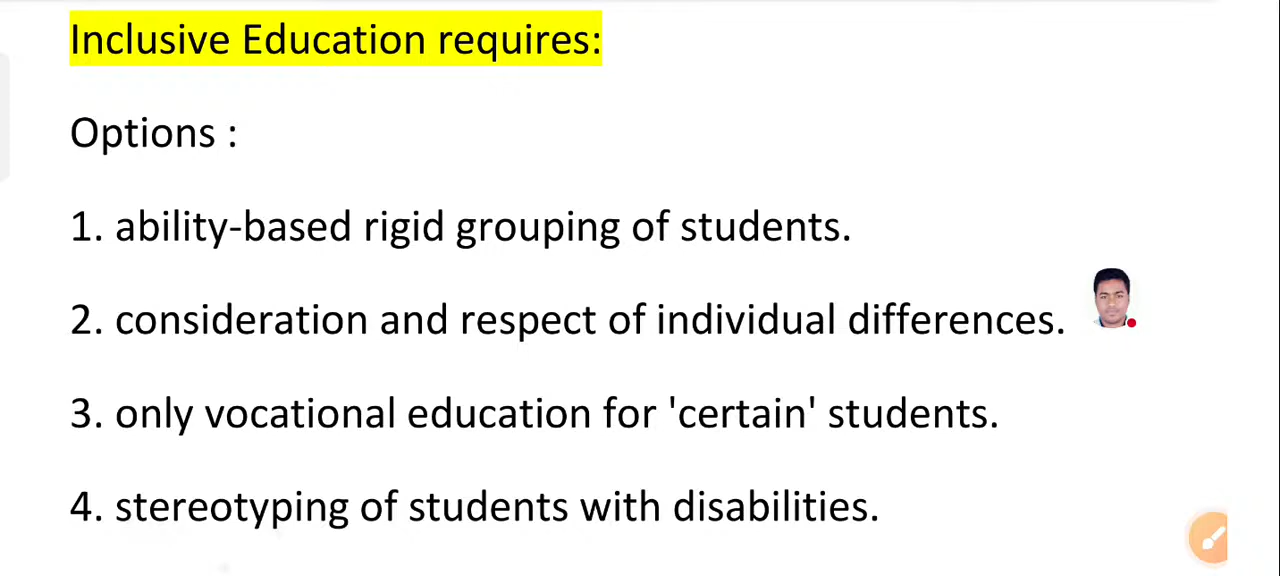 Inclusive Education requires:
Options :
1. ability-based rigid grouping of students.
2. consideration and respect of individual differences.
3. only vocational education for 'certain' students.
4. stereotyping of students with disabilities.